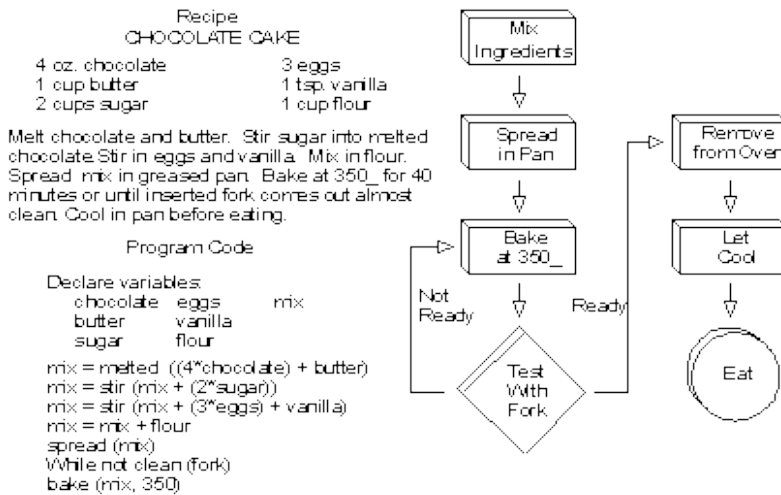 Recipe
CHOCOLATE CAKE
4 oz. chocolate 3 eggs
1 cup butter 1 tsp. vanilla
2 cups sugar 1 cup flour
Melt chocolate and butter. Stir sugar into melted
chocolate.Stir in eggs and vanilla. Mix in flour.
Spread mix in greased pan. Bake at 350_ for 40
minutes or until inserted fork comes out almost
clean. Cool in pan before eating.
Program Code
Declare variables:
chocolate eggs mix
butter vanilla
sugar flour
mix = melted ((4*chocolate) + butter)
mix = stir (mix + (2*sugar))
mix = stir (mix + (3*eggs) + vanilla)
mix = mix + flour
spread (mix)
While not clean (fork)
bake (mix, 350)
Mix
Ingredients
Spread
in Pan
Bake
at 350_
Not
Ready
Test
With
Fork
Ready
Remove
from Oven
Let
Cool
Eat